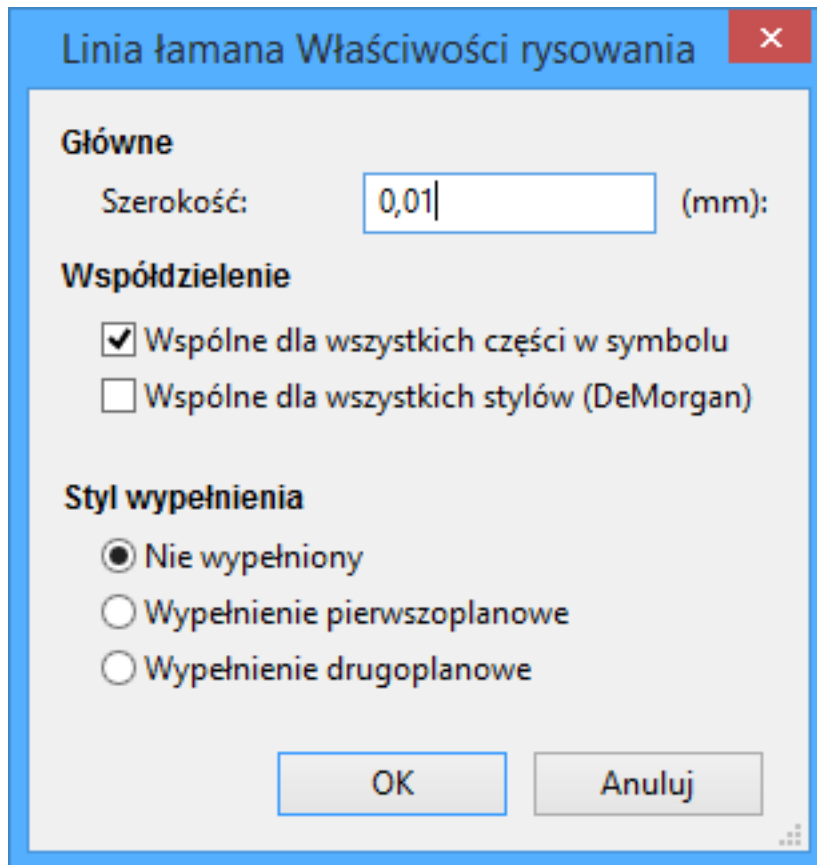 Linia łamana Właściwości rysowania
Główne
Szerokość: 0,01 (mm):
Współdzielenie
Wspólne dla wszystkich części w symbolu
Wspólne dla wszystkich stylów (DeMorgan)
Styl wypełnienia
Nie wypełniony
Wypełnienie pierwszoplanowe
Wypełnienie drugoplanowe
OK Anuluj